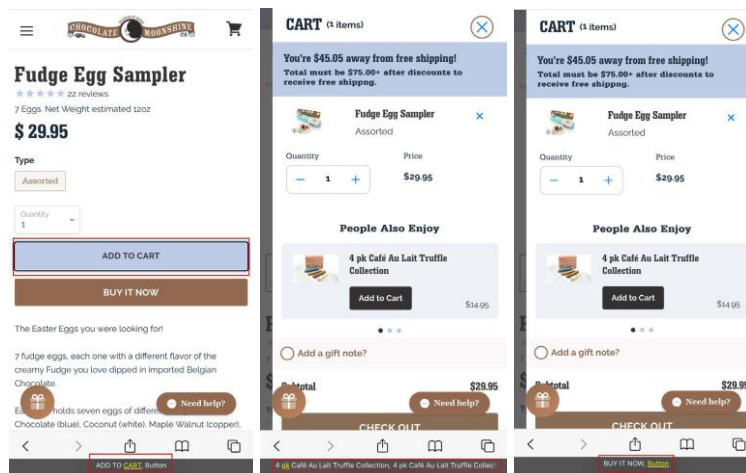 CHOCOLATE MOONSHINE
Fudge Egg Sampler
22 reviews
7 Eggs. Net Weight estimated 12oz
$ 29.95
Type
Assorted
Quantity
1
ADD TO CART
BUY IT NOW
The Easter Eggs you were looking for!
7 fudge eggs, each one with a different flavor of the
creamy Fudge you love dipped in imported Belgian
Chocolate.
holds seven eggs of differe
Need help?
Chocolate (blue), Coconut (white), Maple Walnut (copper),
ADD TO CART, Button
CART (1 items)
You're $45.05 away from free shipping!
Total must be $75.00+ after discounts to
receive free shippng.
Fudge Egg Sampler
Assorted
Quantity
Price
1
$29.95
People Also Enjoy
4 pk Café Au Lait Truffle
Collection
Add to Cart
$14.95
Add a gift note?
Subtotal
$29.95
Need help?
CHECK OUT
4 pk Café Au Lait Truffle Collection, 4 pk Café Au Lait Truffle Collec
CART (1 items)
You're $45.05 away from free shipping!
Total must be $75.00+ after discounts to
receive free shippng.
Fudge Egg Sampler
Assorted
Quantity
Price
1
$29.95
People Also Enjoy
4 pk Café Au Lait Truffle
Collection
Add to Cart
$14.95
Add a gift note?
Subtotal
$29.95
Need help?
CHECK OUT
BUY IT NOW, Button